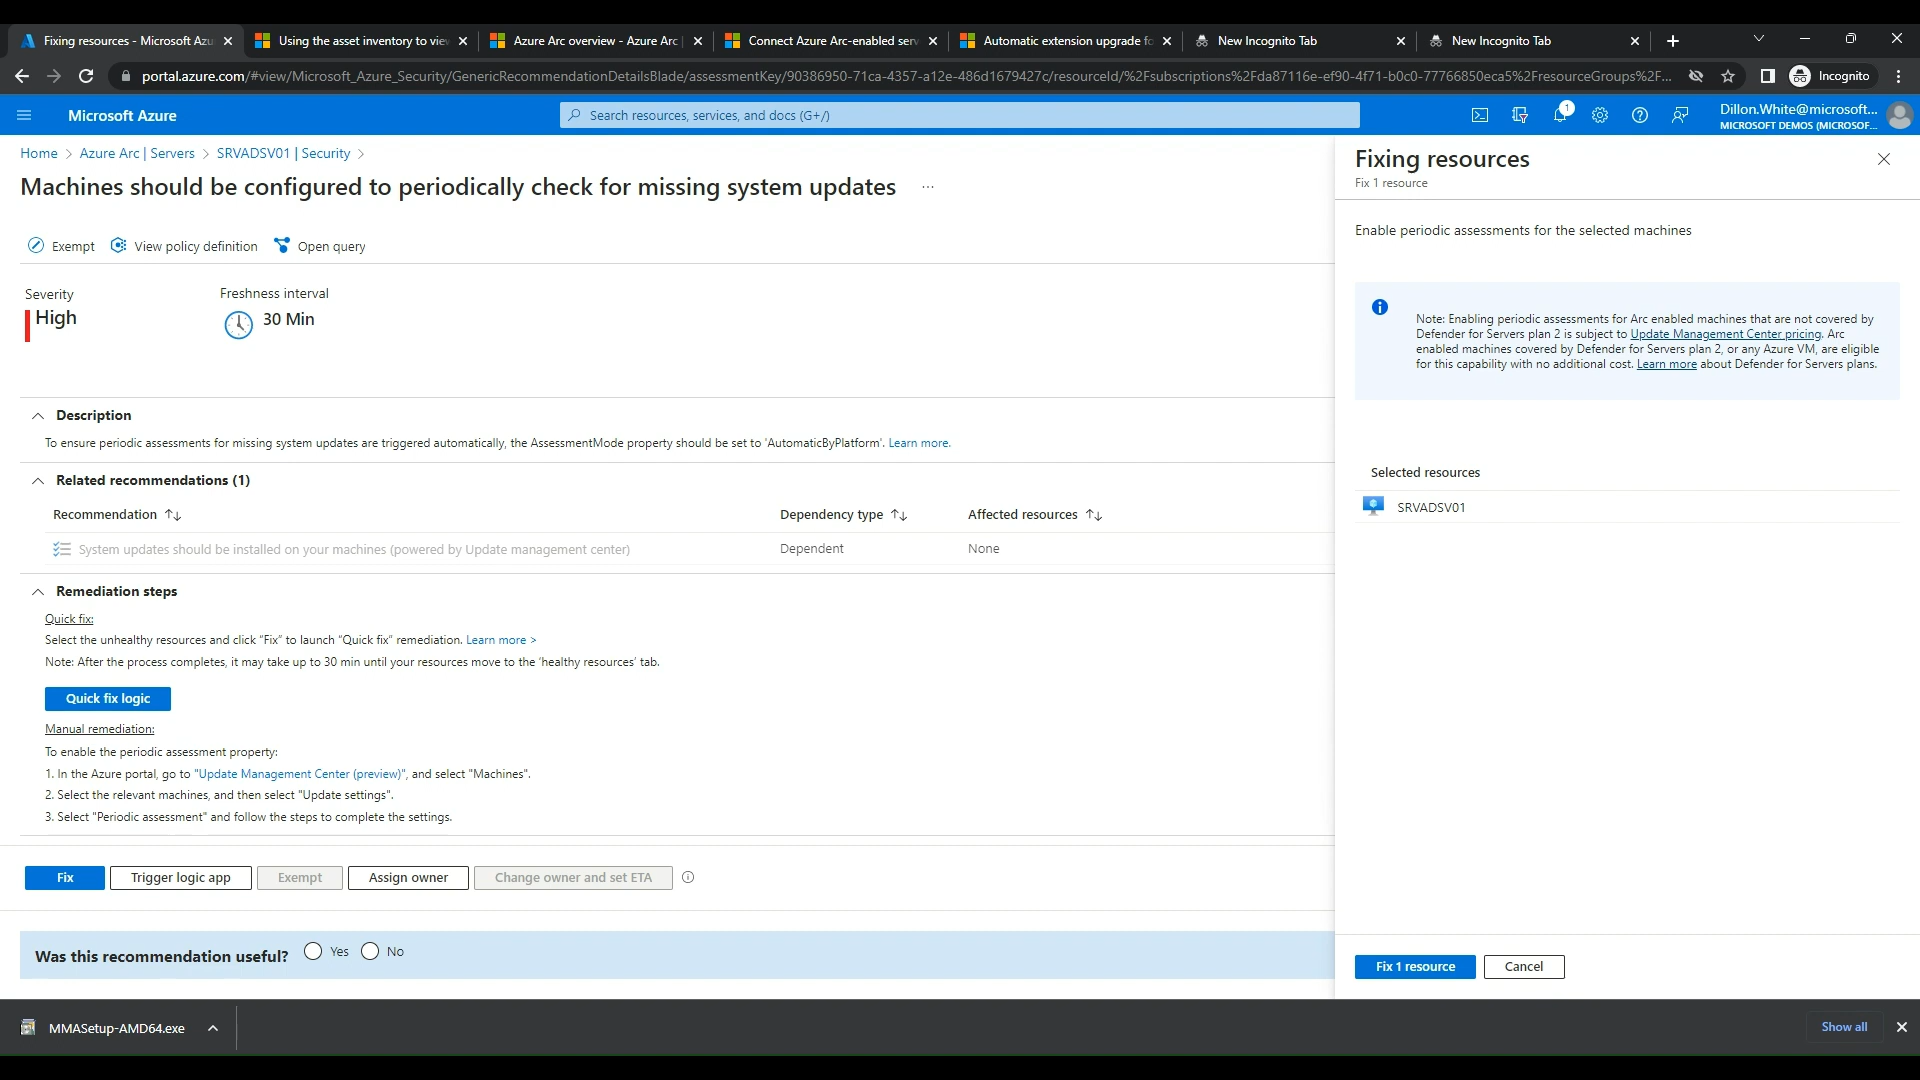 Fixing resources - Microsoft Azu
Using the asset inventory to vie
Azure Arc overview - Azure Arc
Connect Azure Arc-enabled serv
Automatic extension upgrade fo
New Incognito Tab
New Incognito Tab
portal.azure.com/#view/Microsoft_Azure_Security/GenericRecommendationDetailsBlade/assessmentKey/90386950-71ca-4357-a12e-486d1679427c/resourceId/%2Fsubscriptions%2Fda87116e-ef90-4f71-b0c0-77766850eca5%2FresourceGroups%2F...
Incognito
Microsoft Azure
Search resources, services, and docs (G+/)
1
Dillon.White@microsoft...
MICROSOFT DEMOS (MICROSOF...
Home > Azure Arc | Servers > SRVADSV01 | Security >
Machines should be configured to periodically check for missing system updates ...
Exempt View policy definition Open query
Severity
High
Freshness interval
30 Min
Description
To ensure periodic assessments for missing system updates are triggered automatically, the AssessmentMode property should be set to 'AutomaticByPlatform'. Learn more.
Related recommendations (1)
Recommendation ↑↓ Dependency type ↑↓ Affected resources ↑↓
System updates should be installed on your machines (powered by Update management center) Dependent None
Remediation steps
Quick fix:
Select the unhealthy resources and click "Fix" to launch "Quick fix" remediation. Learn more >
Note: After the process completes, it may take up to 30 min until your resources move to the 'healthy resources' tab.
Quick fix logic
Manual remediation:
To enable the periodic assessment property:
1. In the Azure portal, go to "Update Management Center (preview)", and select "Machines".
2. Select the relevant machines, and then select "Update settings".
3. Select "Periodic assessment" and follow the steps to complete the settings.
Fix Trigger logic app Exempt Assign owner Change owner and set ETA
Was this recommendation useful? Yes No
Fixing resources
Fix 1 resource
Enable periodic assessments for the selected machines
Note: Enabling periodic assessments for Arc enabled machines that are not covered by
Defender for Servers plan 2 is subject to Update Management Center pricing. Arc
enabled machines covered by Defender for Servers plan 2, or any Azure VM, are eligible
for this capability with no additional cost. Learn more about Defender for Servers plans.
Selected resources
SRVADSV01
Fix 1 resource Cancel
MMASetup-AMD64.exe
Show all